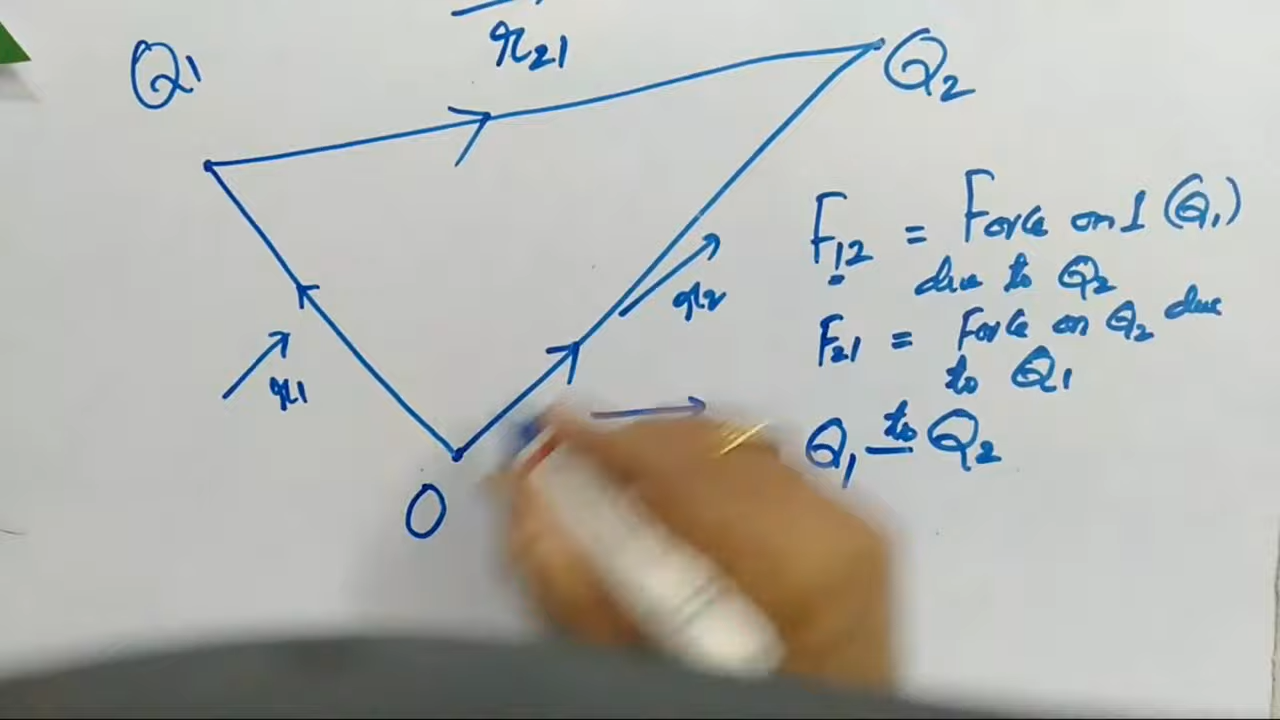 r21
Q1
Q2
F12 = Force on 1 (Q1)
due to Q2
F21 = Force on Q2 due
to Q1
r2
r1
Q1 to Q2
O